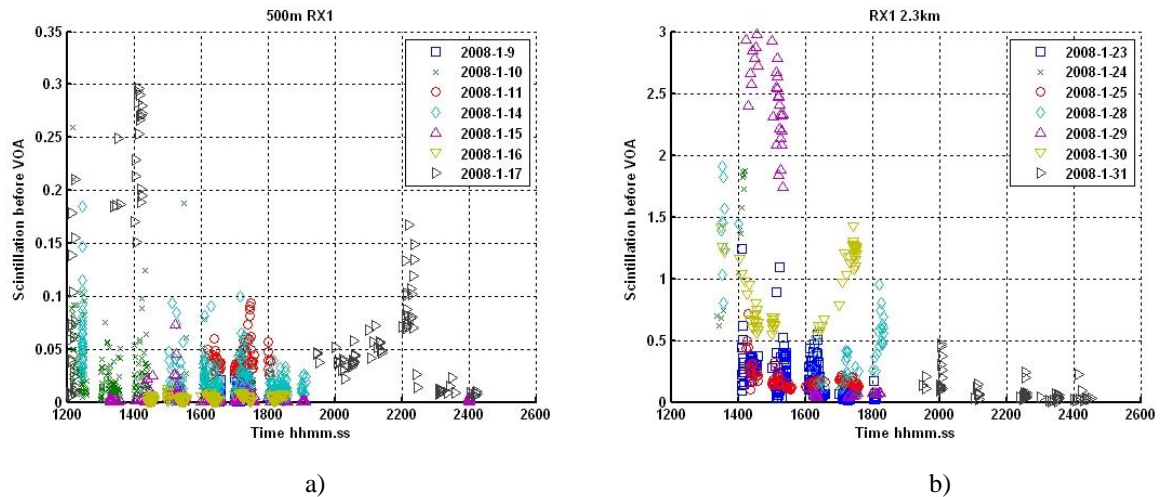 500m RX1
Scintillation before VOA
0.35
0.3
0.25
0.2
0.15
0.1
0.05
0
2008-1-9
2008-1-10
2008-1-11
2008-1-14
2008-1-15
2008-1-16
2008-1-17
1200 1400 1600 1800 2000 2200 2400 2600
Time hhmm.ss
a)
RX1 2.3km
Scintillation before VOA
3
2.5
2
1.5
1
0.5
0
2008-1-23
2008-1-24
2008-1-25
2008-1-28
2008-1-29
2008-1-30
2008-1-31
1200 1400 1600 1800 2000 2200 2400 2600
Time hhmm.ss
b)